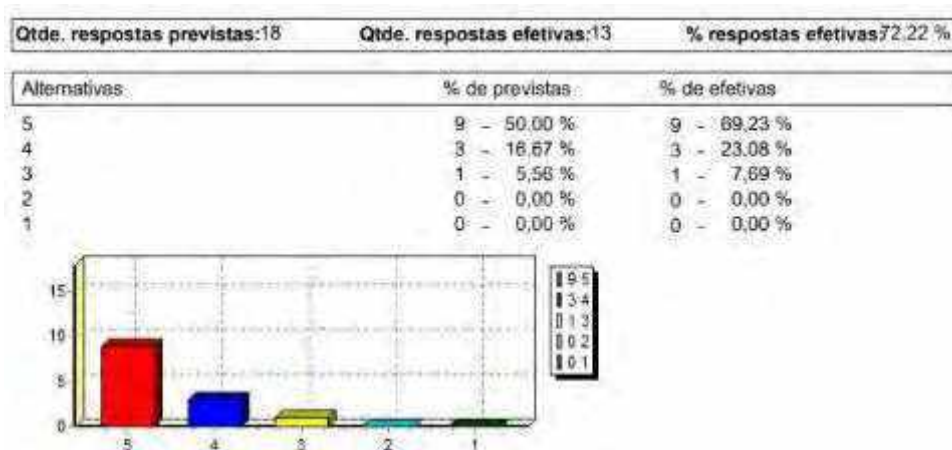 Qtde. respostas previstas:18 Qtde. respostas efetivas:13 % respostas efetivas:72,22 %
Alternativas % de previstas % de efetivas
5 9 - 50,00 % 9 - 69,23 %
4 3 - 16,67 % 3 - 23,08 %
3 1 - 5,56 % 1 - 7,69 %
2 0 - 0,00 % 0 - 0,00 %
1 0 - 0,00 % 0 - 0,00 %
15
10
5
0
5 4 3 2 1
9 5
3 4
1 3
0 2
0 1